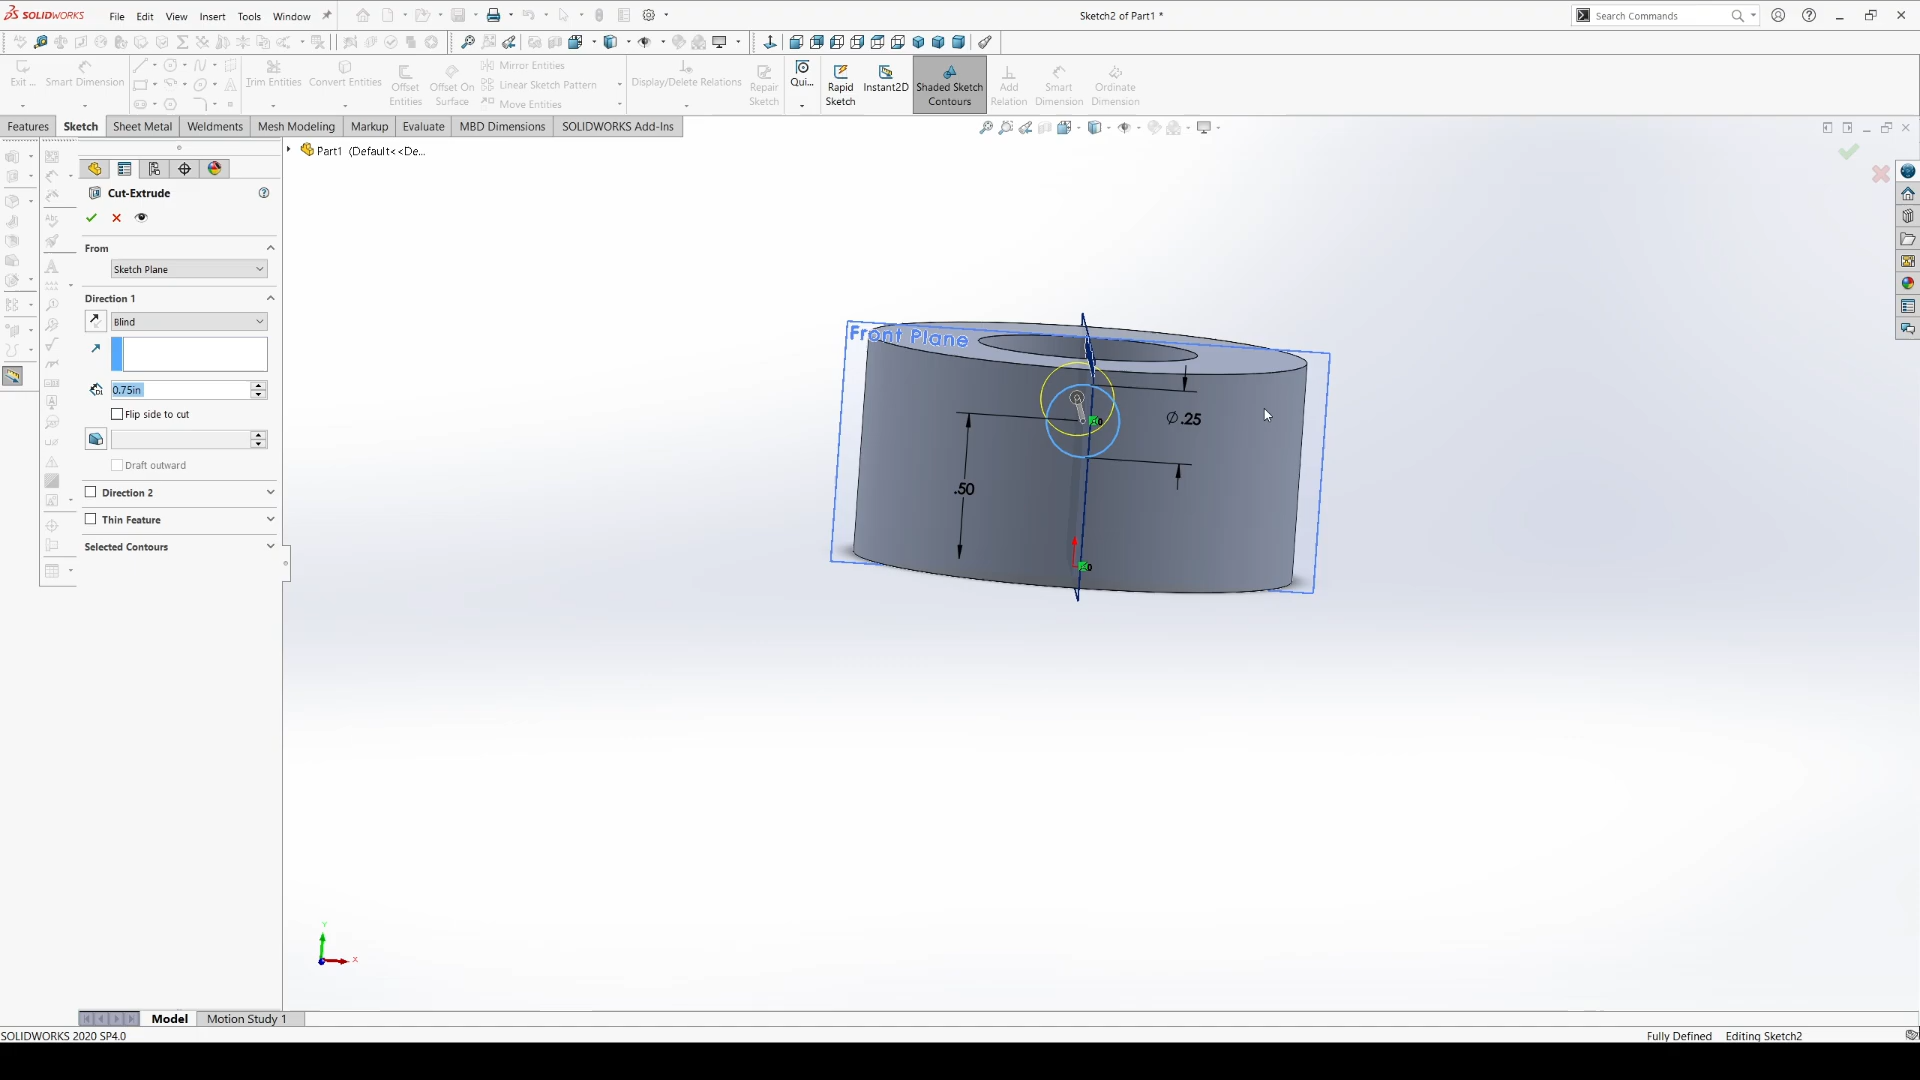 SOLIDWORKS File Edit View Insert Tools Window Sketch2 of Part1 * Search Commands
Exit ... Smart Dimension Trim Entities Convert Entities Offset Entities Offset On Surface
Mirror Entities
Linear Sketch Pattern
Move Entities
Display/Delete Relations Repair Sketch Qui... Rapid Sketch Instant2D Shaded Sketch Contours Add Relation Smart Dimension Ordinate Dimension
Features Sketch Sheet Metal Weldments Mesh Modeling Markup Evaluate MBD Dimensions SOLIDWORKS Add-Ins
Part1 (Default<<De...
Cut-Extrude
From
Sketch Plane
Direction 1
Blind
0.75in
Flip side to cut
Draft outward
Direction 2
Thin Feature
Selected Contours
Front Plane
∅.25
.50
0
0
Y
X
Model Motion Study 1
SOLIDWORKS 2020 SP4.0 Fully Defined Editing Sketch2